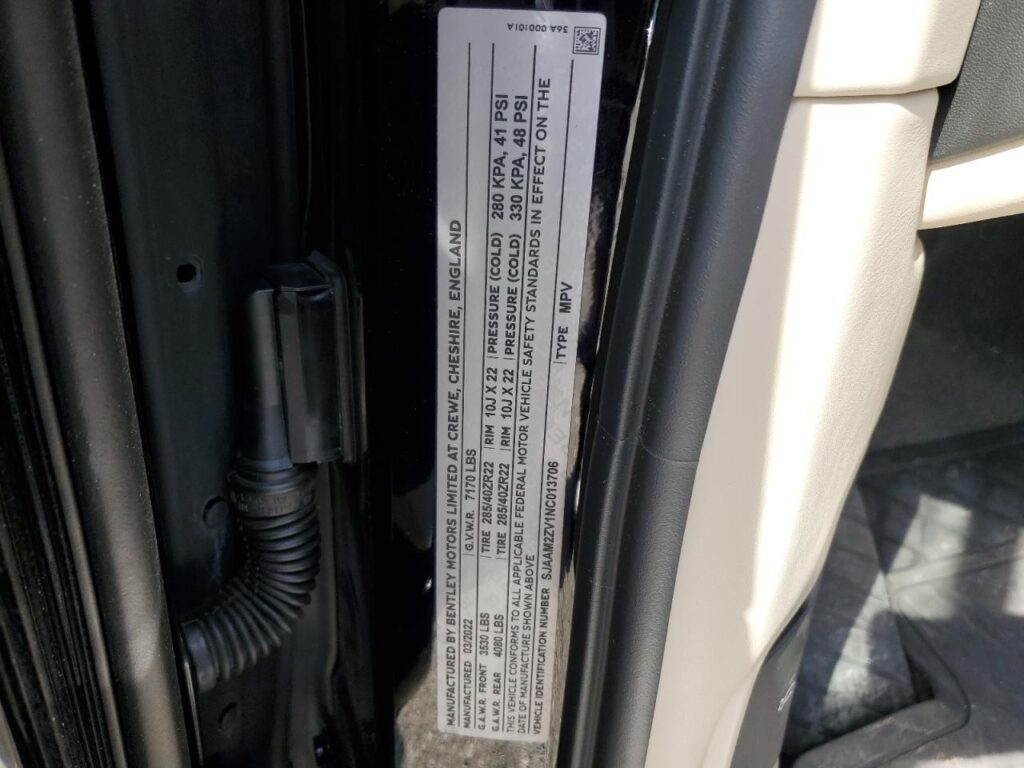 36A 000101A
MANUFACTURED BY BENTLEY MOTORS LIMITED AT CREWE, CHESHIRE, ENGLAND
MANUFACTURED 03/2022 G.V.W.R. 7170 LBS
G.A.W.R. FRONT 3530 LBS TIRE 285/40ZR22 RIM 10J X 22 PRESSURE (COLD) 280 KPA, 41 PSI
G.A.W.R. REAR 4080 LBS TIRE 285/40ZR22 RIM 10J X 22 PRESSURE (COLD) 330 KPA, 48 PSI
THIS VEHICLE CONFORMS TO ALL APPLICABLE FEDERAL MOTOR VEHICLE SAFETY STANDARDS IN EFFECT ON THE
DATE OF MANUFACTURE SHOWN ABOVE
VEHICLE IDENTIFICATION NUMBER SJAAM2ZV1NC013706 TYPE MPV